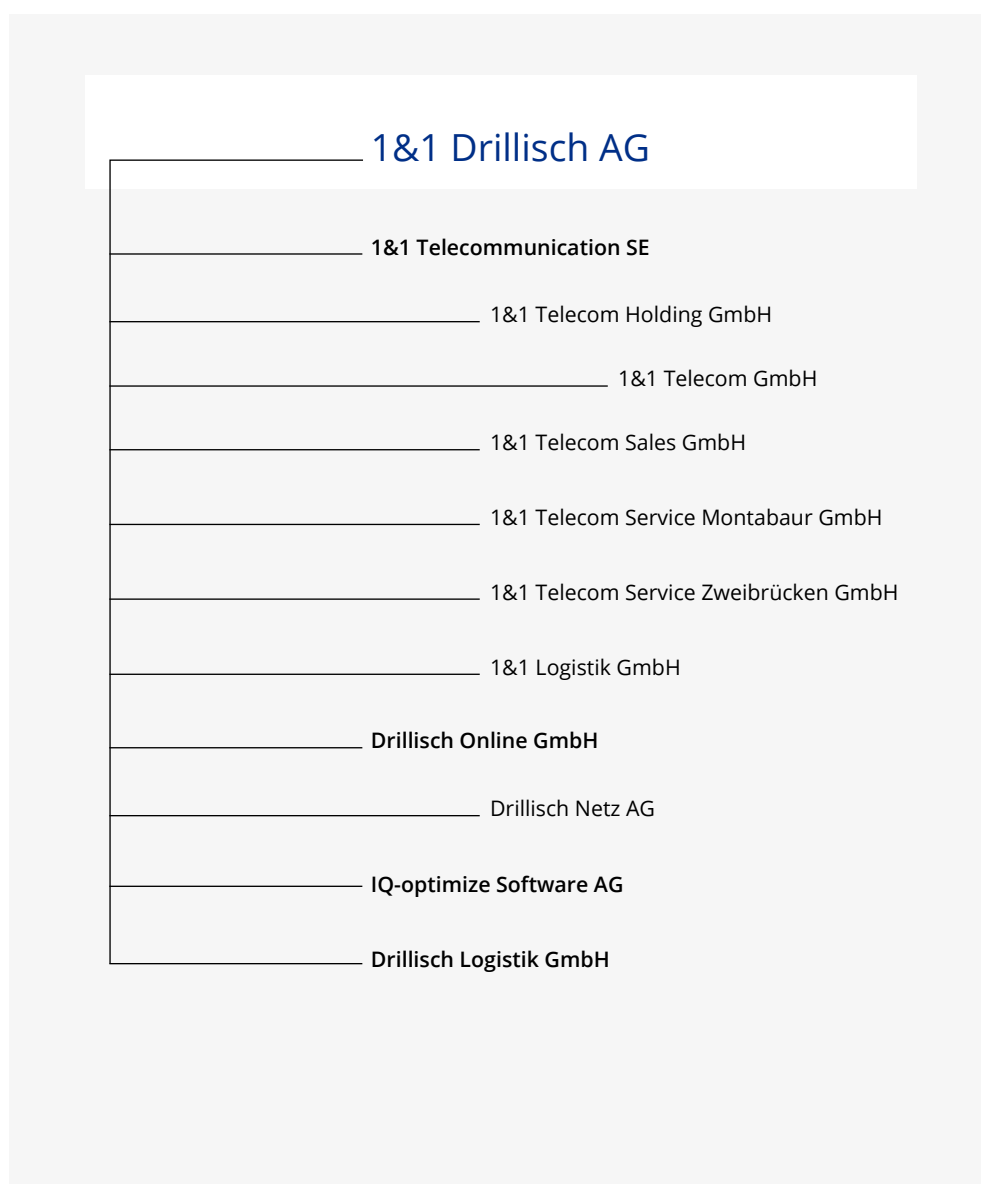 1&1 Drillisch AG
1&1 Telecommunication SE
1&1 Telecom Holding GmbH
1&1 Telecom GmbH
1&1 Telecom Sales GmbH
1&1 Telecom Service Montabaur GmbH
1&1 Telecom Service Zweibrücken GmbH
1&1 Logistik GmbH
Drillisch Online GmbH
Drillisch Netz AG
IQ-optimize Software AG
Drillisch Logistik GmbH